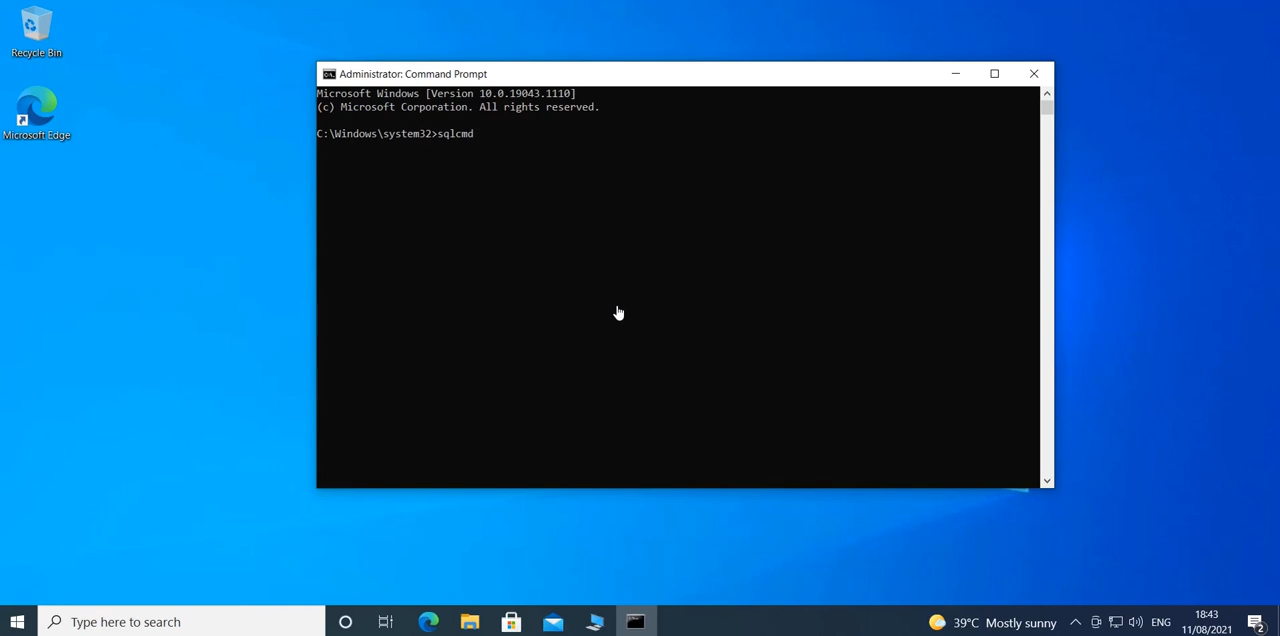 Recycle Bin
Microsoft Edge
Administrator: Command Prompt
Microsoft Windows [Version 10.0.19043.1110]
(c) Microsoft Corporation. All rights reserved.
C:\Windows\system32>sqlcmd
Type here to search
39°C Mostly sunny
ENG
18:43
11/08/2021
2